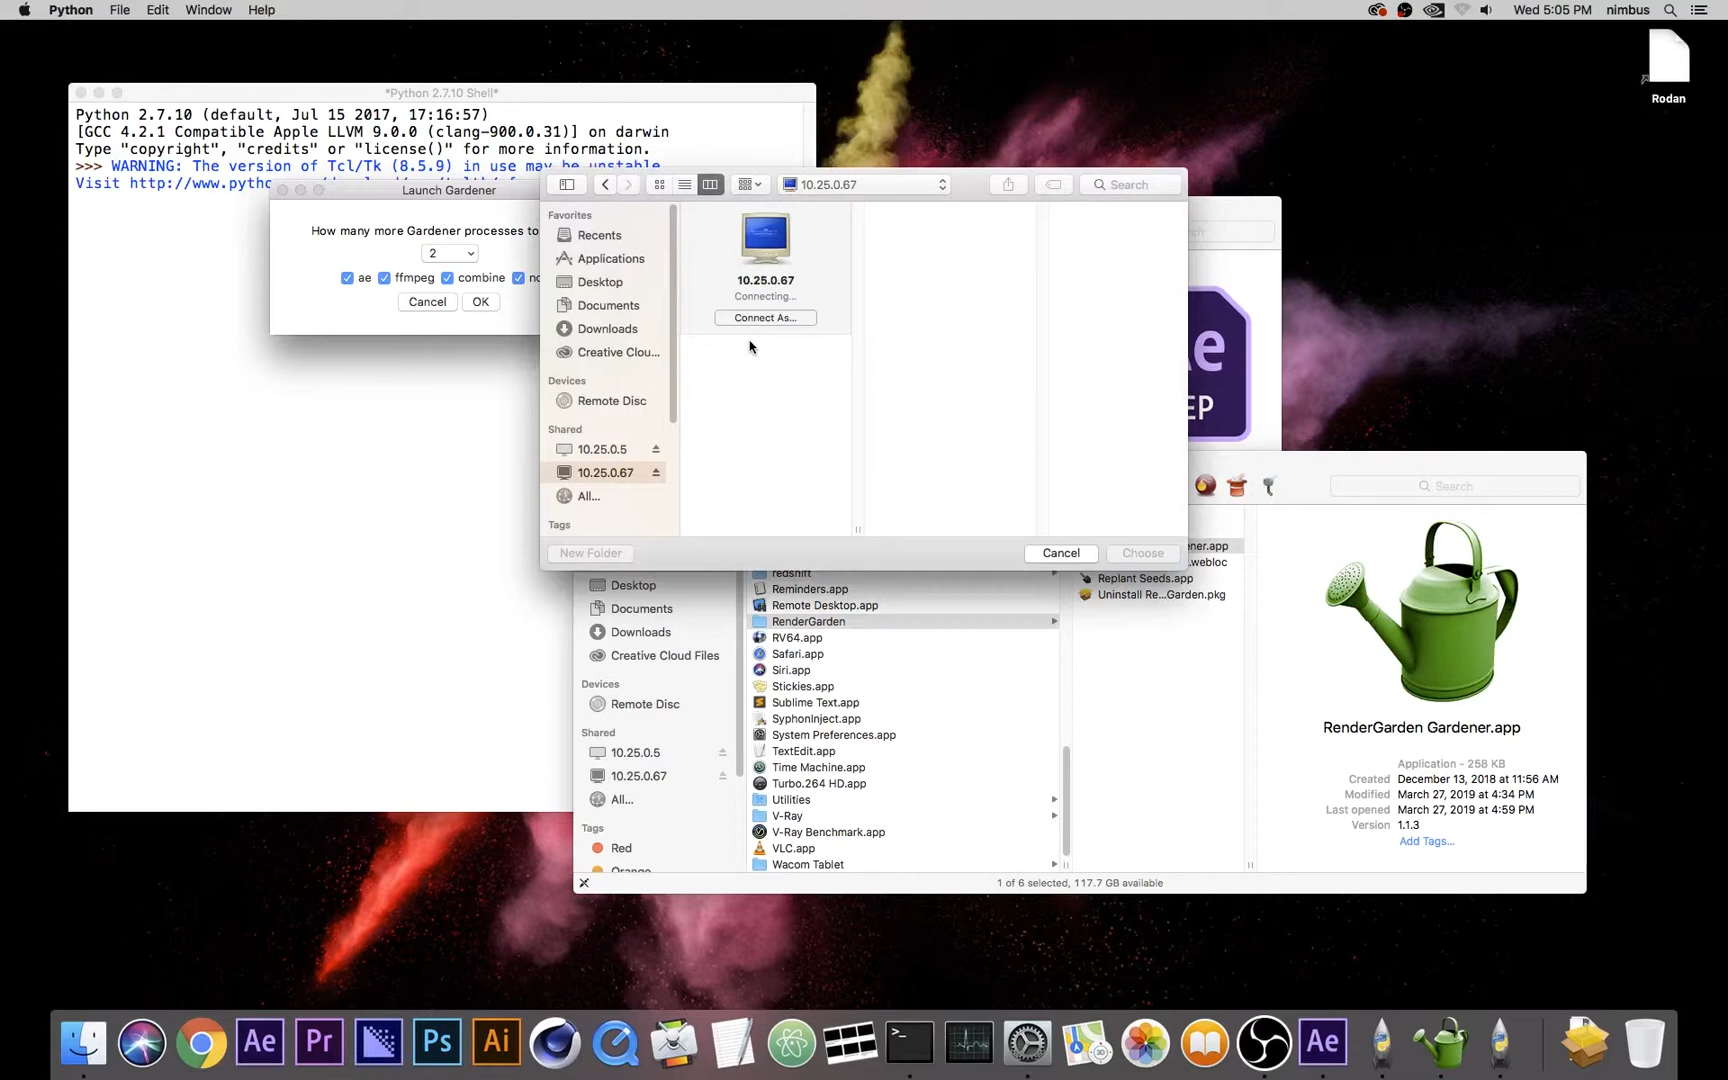 Python File Edit Window Help
Wed 5:05 PM nimbus
Rodan
*Python 2.7.10 Shell*
Python 2.7.10 (default, Jul 15 2017, 17:16:57)
[GCC 4.2.1 Compatible Apple LLVM 9.0.0 (clang-900.0.31)] on darwin
Type "copyright", "credits" or "license()" for more information.
>>> WARNING: The version of Tcl/Tk (8.5.9) in use may be unstable
Visit http://www.pytho
Launch Gardener
How many more Gardener processes to
2
ae ffmpeg combine no
Cancel OK
10.25.0.67
Search
Favorites
Recents
Applications
Desktop
Documents
Downloads
Creative Clou...
Devices
Remote Disc
Shared
10.25.0.5
10.25.0.67
All...
Tags
10.25.0.67
Connecting...
Connect As...
New Folder
Cancel Choose
Ae
EP
Search
Desktop
Documents
Downloads
Creative Cloud Files
Devices
Remote Disc
Shared
10.25.0.5
10.25.0.67
All...
Tags
Red
Orange
redshift
Reminders.app
Remote Desktop.app
RenderGarden
RV64.app
Safari.app
Siri.app
Stickies.app
Sublime Text.app
SyphonInject.app
System Preferences.app
TextEdit.app
Time Machine.app
Turbo.264 HD.app
Utilities
V-Ray
V-Ray Benchmark.app
VLC.app
Wacom Tablet
ener.app
.webloc
Replant Seeds.app
Uninstall Re...Garden.pkg
RenderGarden Gardener.app
Application - 258 KB
Created December 13, 2018 at 11:56 AM
Modified March 27, 2019 at 4:34 PM
Last opened March 27, 2019 at 4:59 PM
Version 1.1.3
Add Tags...
1 of 6 selected, 117.7 GB available
Ae Pr Ps Ai Ae